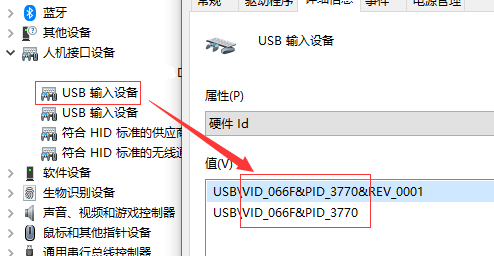 蓝牙
其他设备
人机接口设备
USB 输入设备
USB 输入设备
符合 HID 标准的供应商
符合 HID 标准的无线通
软件设备
生物识别设备
声音、视频和游戏控制器
鼠标和其他指针设备
通用串行总线控制器
常规
驱动程序
详细信息
事件
电源管理
USB 输入设备
属性(P)
硬件 Id
值(V)
USB\VID_066F&PID_3770&REV_0001
USB\VID_066F&PID_3770